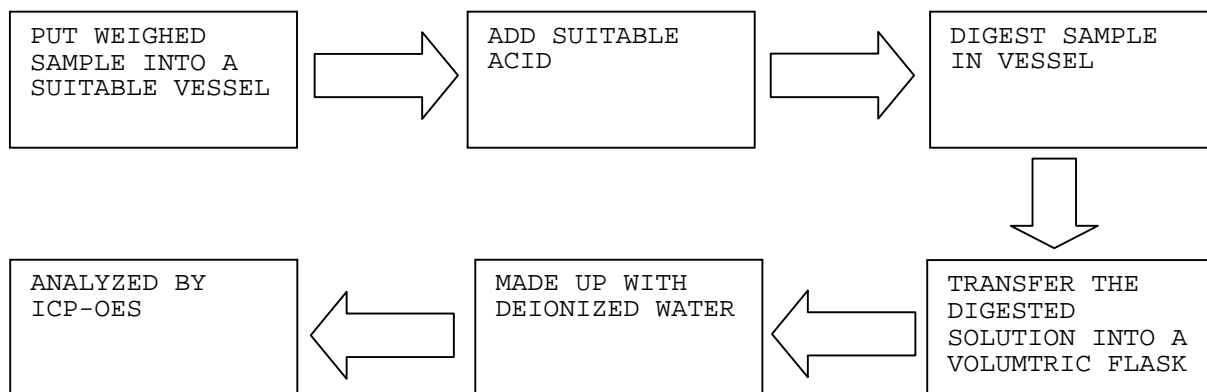 PUT WEIGHED
SAMPLE INTO A
SUITABLE VESSEL
ADD SUITABLE
ACID
DIGEST SAMPLE
IN VESSEL
TRANSFER THE
DIGESTED
SOLUTION INTO A
VOLUMTRIC FLASK
MADE UP WITH
DEIONIZED WATER
ANALYZED BY
ICP-OES